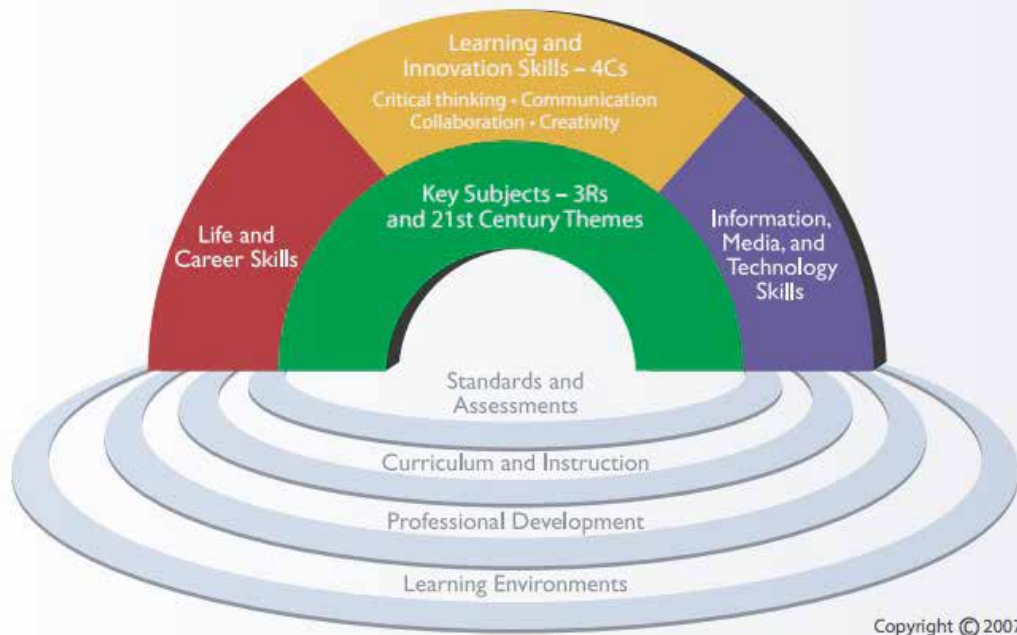 Learning and
Innovation Skills – 4Cs
Critical thinking • Communication
Collaboration • Creativity
Key Subjects – 3Rs
and 21st Century Themes
Life and
Career Skills
Information,
Media, and
Technology
Skills
Standards and
Assessments
Curriculum and Instruction
Professional Development
Learning Environments
Copyright © 2007